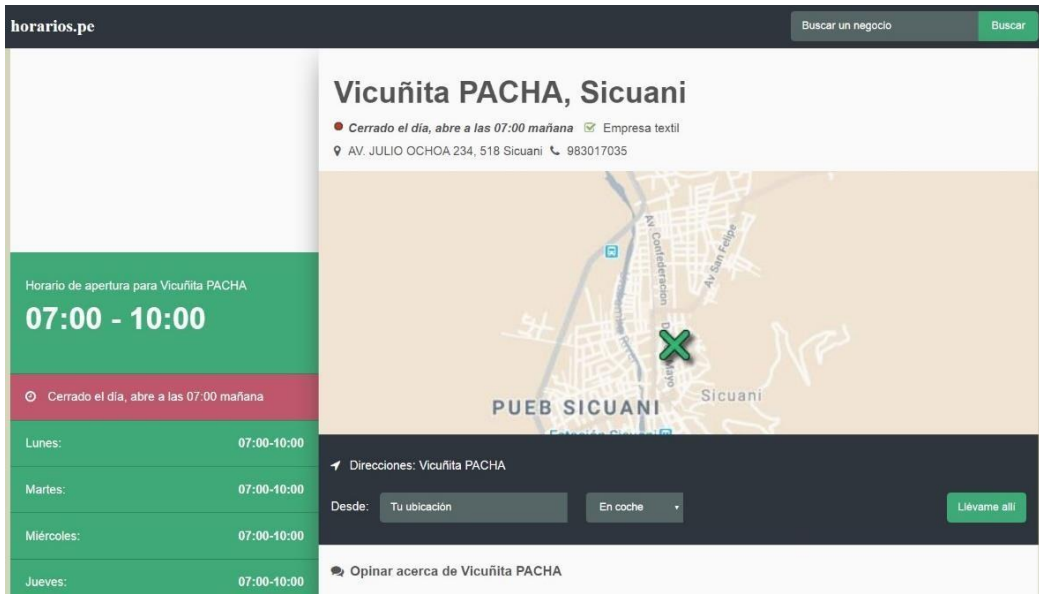 horarios.pe
Buscar un negocio
Buscar
Vicuñita PACHA, Sicuani
Cerrado el día, abre a las 07:00 mañana Empresa textil
AV. JULIO OCHOA 234, 518 Sicuani 983017035
Horario de apertura para Vicuñita PACHA
07:00 - 10:00
Cerrado el día, abre a las 07:00 mañana
Lunes: 07:00-10:00
Martes: 07:00-10:00
Miércoles: 07:00-10:00
Jueves: 07:00-10:00
Av. Confederacion
Av San Felipe
Mayo
Sicuani
PUEB SICUANI
Estación Sicuani
Direcciones: Vicuñita PACHA
Desde: Tu ubicación En coche Llévame allí
Opinar acerca de Vicuñita PACHA